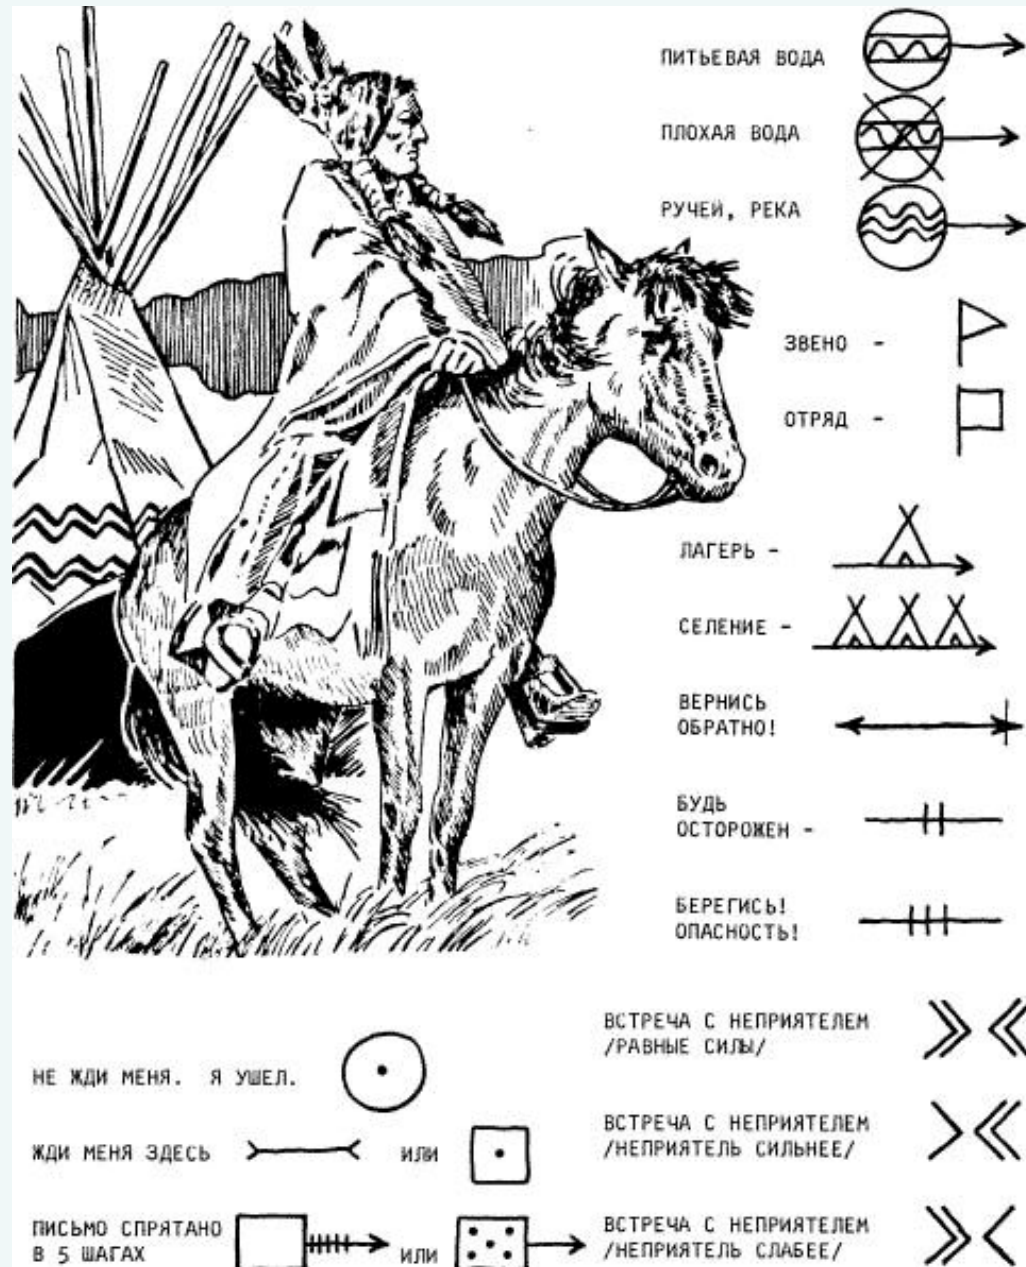 ПИТЬЕВАЯ ВОДА
ПЛОХАЯ ВОДА
РУЧЕЙ, РЕКА
ЗВЕНО -
ОТРЯД -
ЛАГЕРЬ -
СЕЛЕНИЕ -
ВЕРНИСЬ
ОБРАТНО!
БУДЬ
ОСТОРОЖЕН -
БЕРЕГИСЬ!
ОПАСНОСТЬ!
НЕ ЖДИ МЕНЯ. Я УШЕЛ.
ЖДИ МЕНЯ ЗДЕСЬ ИЛИ
ПИСЬМО СПРЯТАНО
В 5 ШАГАХ ИЛИ
ВСТРЕЧА С НЕПРИЯТЕЛЕМ
/РАВНЫЕ СИЛЫ/
ВСТРЕЧА С НЕПРИЯТЕЛЕМ
/НЕПРИЯТЕЛЬ СИЛЬНЕЕ/
ВСТРЕЧА С НЕПРИЯТЕЛЕМ
/НЕПРИЯТЕЛЬ СЛАБЕЕ/